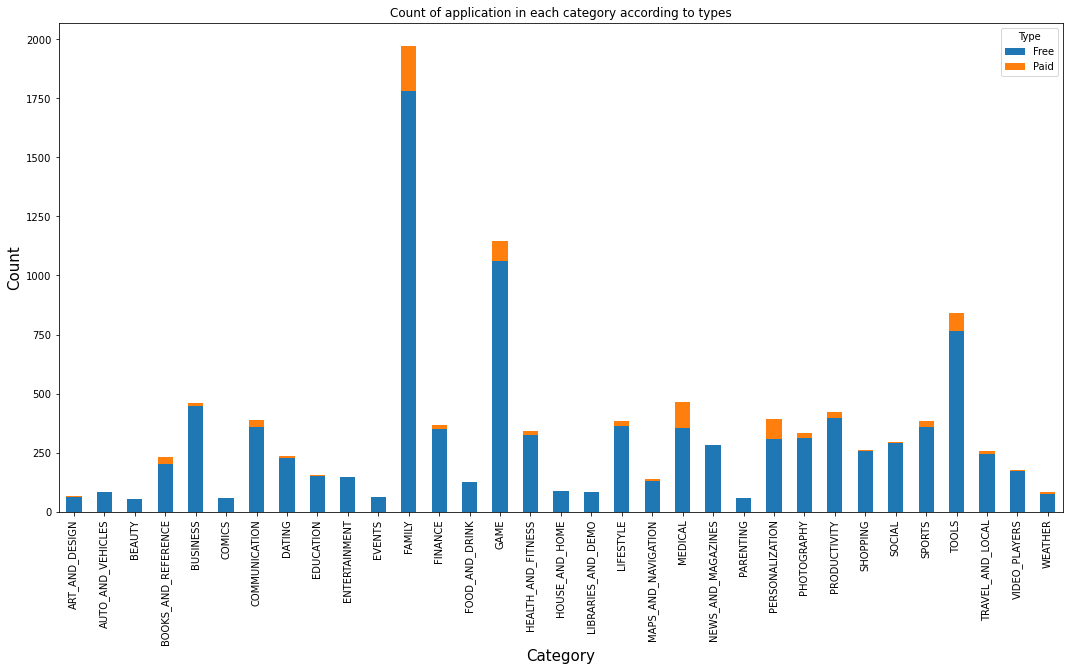 Count of application in each category according to types
Type
Free
Paid
Count
2000
1750
1500
1250
1000
750
500
250
0
ART_AND_DESIGN
AUTO_AND_VEHICLES
BEAUTY
BOOKS_AND_REFERENCE
BUSINESS
COMICS
COMMUNICATION
DATING
EDUCATION
ENTERTAINMENT
EVENTS
FAMILY
FINANCE
FOOD_AND_DRINK
GAME
HEALTH_AND_FITNESS
HOUSE_AND_HOME
LIBRARIES_AND_DEMO
LIFESTYLE
MAPS_AND_NAVIGATION
MEDICAL
NEWS_AND_MAGAZINES
PARENTING
PERSONALIZATION
PHOTOGRAPHY
PRODUCTIVITY
SHOPPING
SOCIAL
SPORTS
TOOLS
TRAVEL_AND_LOCAL
VIDEO_PLAYERS
WEATHER
Category